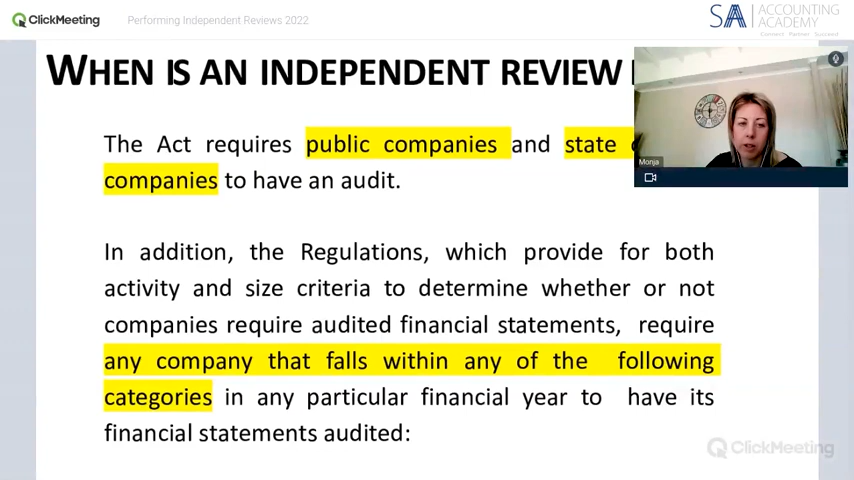 ClickMeeting
Performing Independent Reviews 2022
SA ACCOUNTING
ACADEMY
Connect Partner Succeed
WHEN IS AN INDEPENDENT REVIEW
The Act requires public companies and state
companies to have an audit.
Monja
In addition, the Regulations, which provide for both
activity and size criteria to determine whether or not
companies require audited financial statements, require
any company that falls within any of the following
categories in any particular financial year to have its
financial statements audited:
ClickMeeting